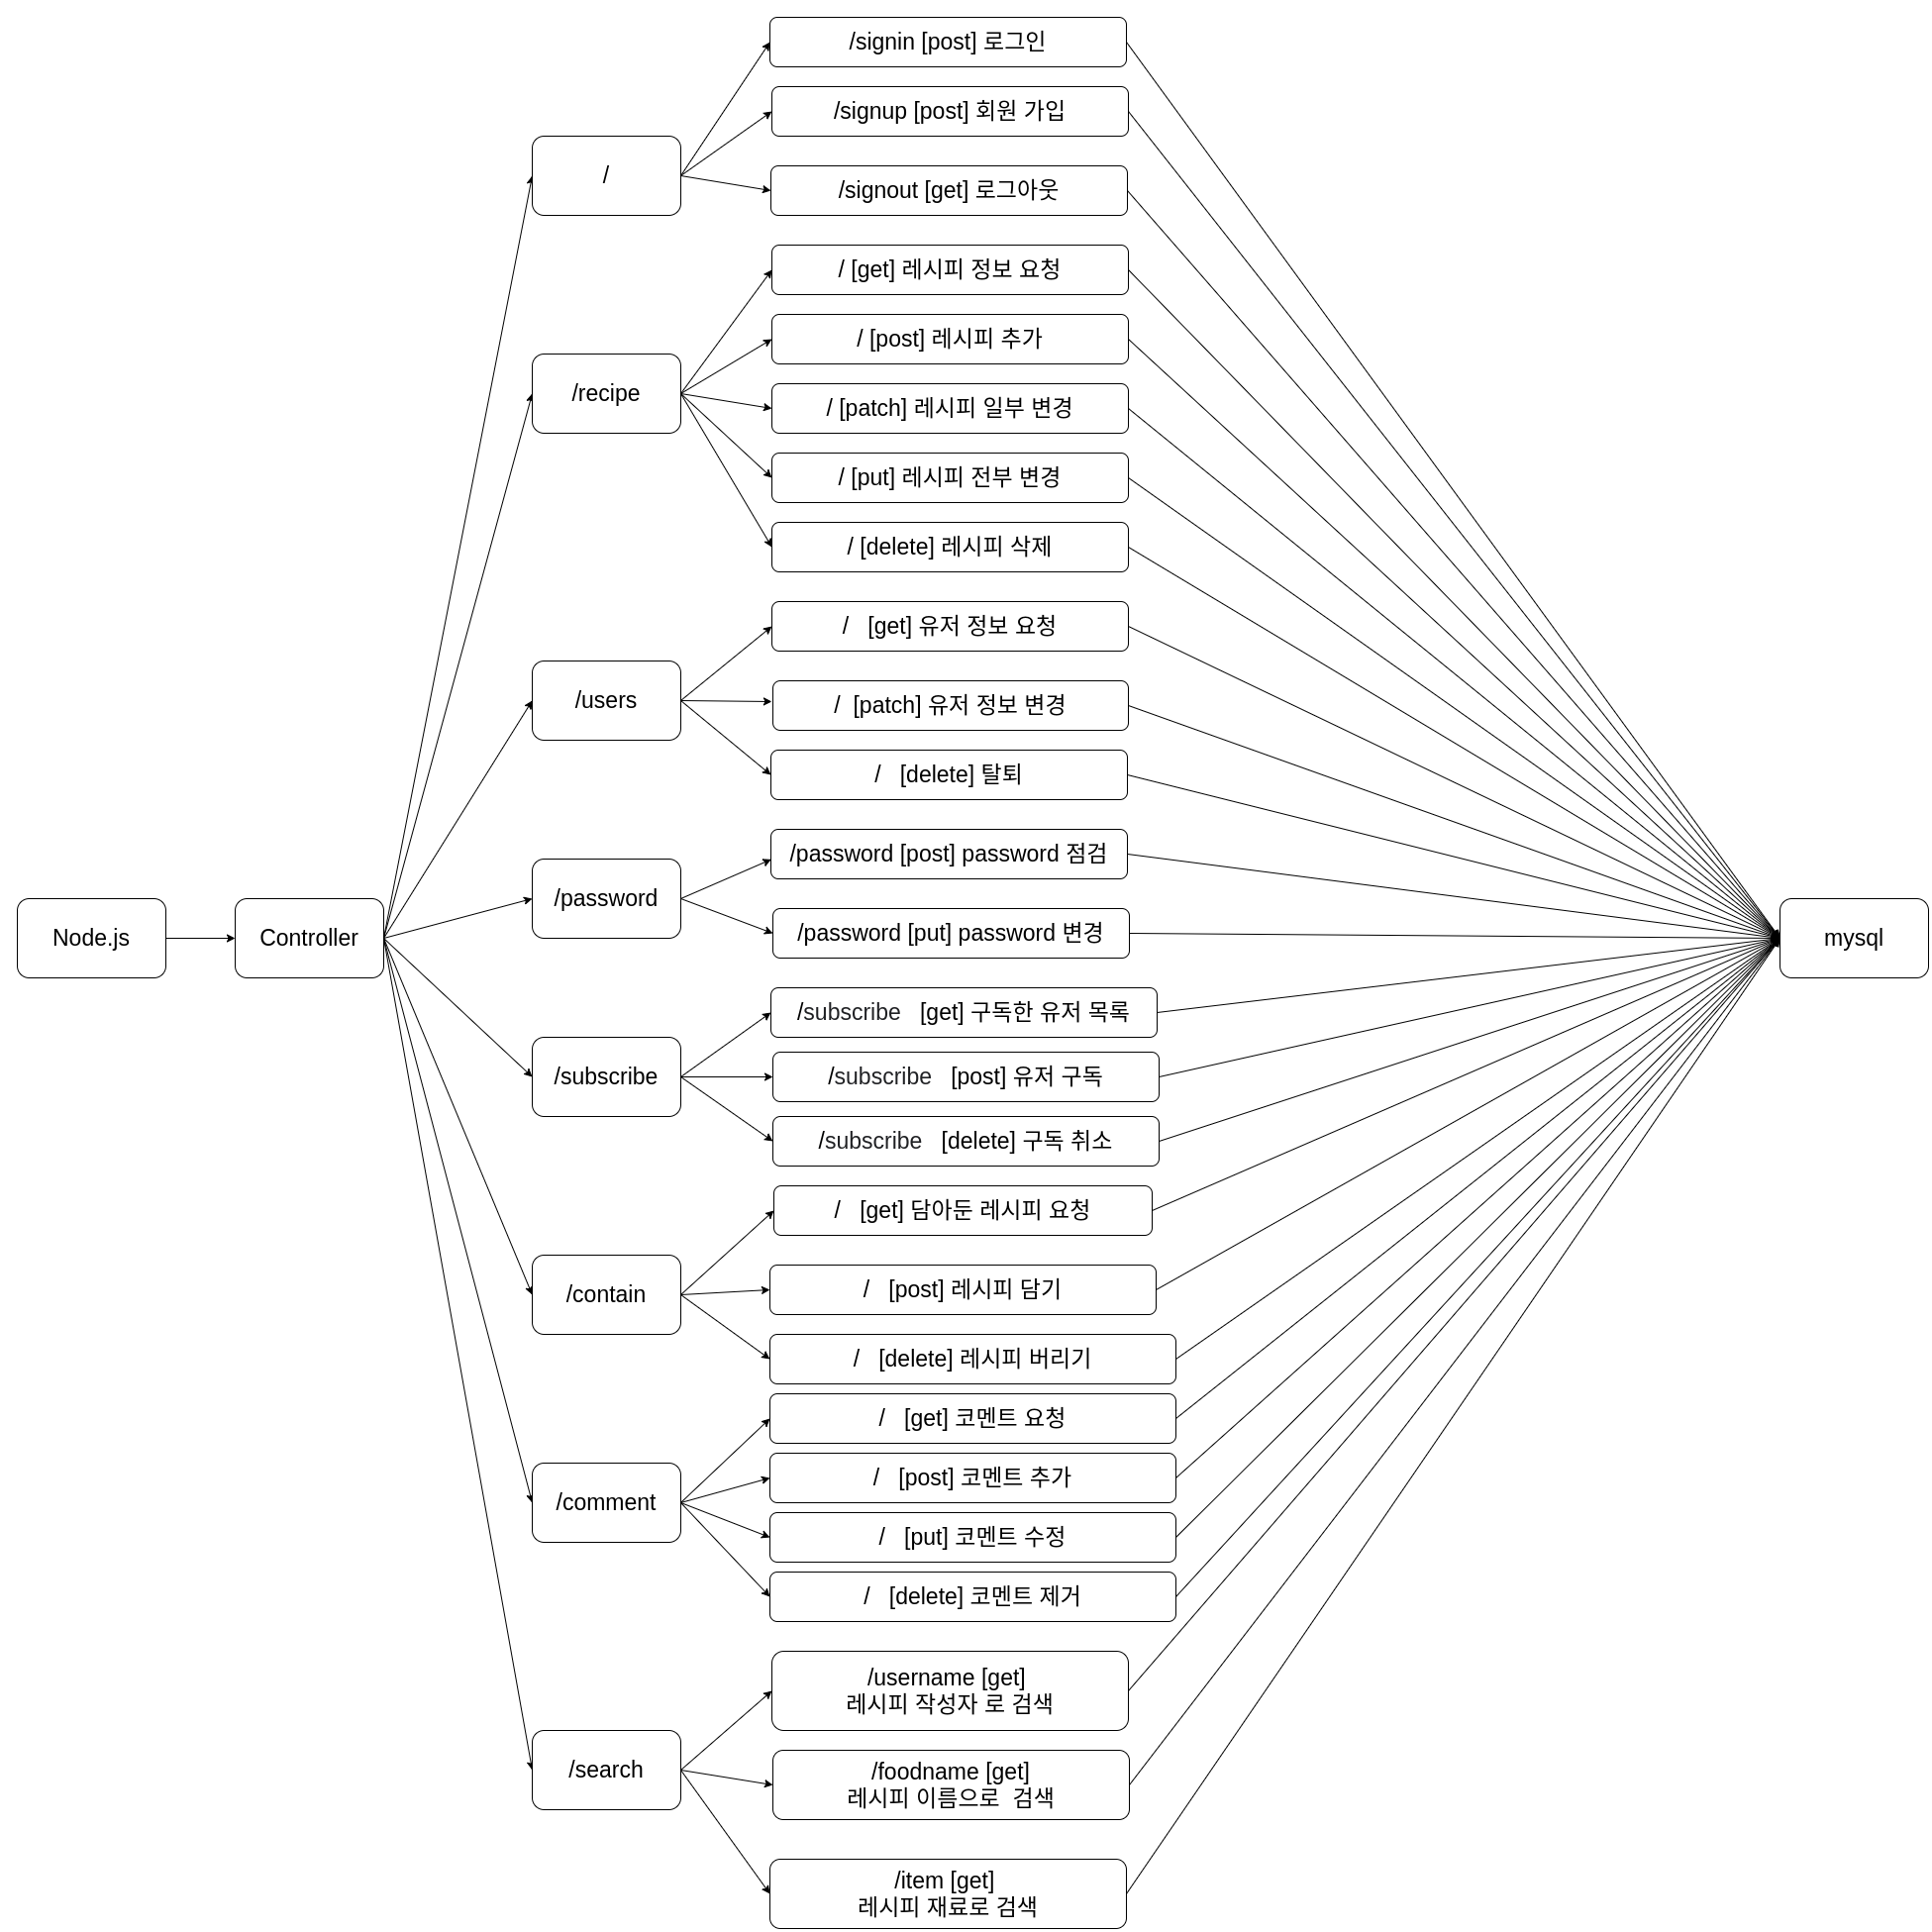 Node.js
Controller
/
/signin [post] 로그인
/signup [post] 회원 가입
/signout [get] 로그아웃
/recipe
/ [get] 레시피 정보 요청
/ [post] 레시피 추가
/ [patch] 레시피 일부 변경
/ [put] 레시피 전부 변경
/ [delete] 레시피 삭제
/users
/ [get] 유저 정보 요청
/ [patch] 유저 정보 변경
/ [delete] 탈퇴
/password
/password [post] password 점검
/password [put] password 변경
/subscribe
/subscribe [get] 구독한 유저 목록
/subscribe [post] 유저 구독
/subscribe [delete] 구독 취소
/contain
/ [get] 담아둔 레시피 요청
/ [post] 레시피 담기
/ [delete] 레시피 버리기
/comment
/ [get] 코멘트 요청
/ [post] 코멘트 추가
/ [put] 코멘트 수정
/ [delete] 코멘트 제거
/search
/username [get]
레시피 작성자 로 검색
/foodname [get]
레시피 이름으로 검색
/item [get]
레시피 재료로 검색
mysql